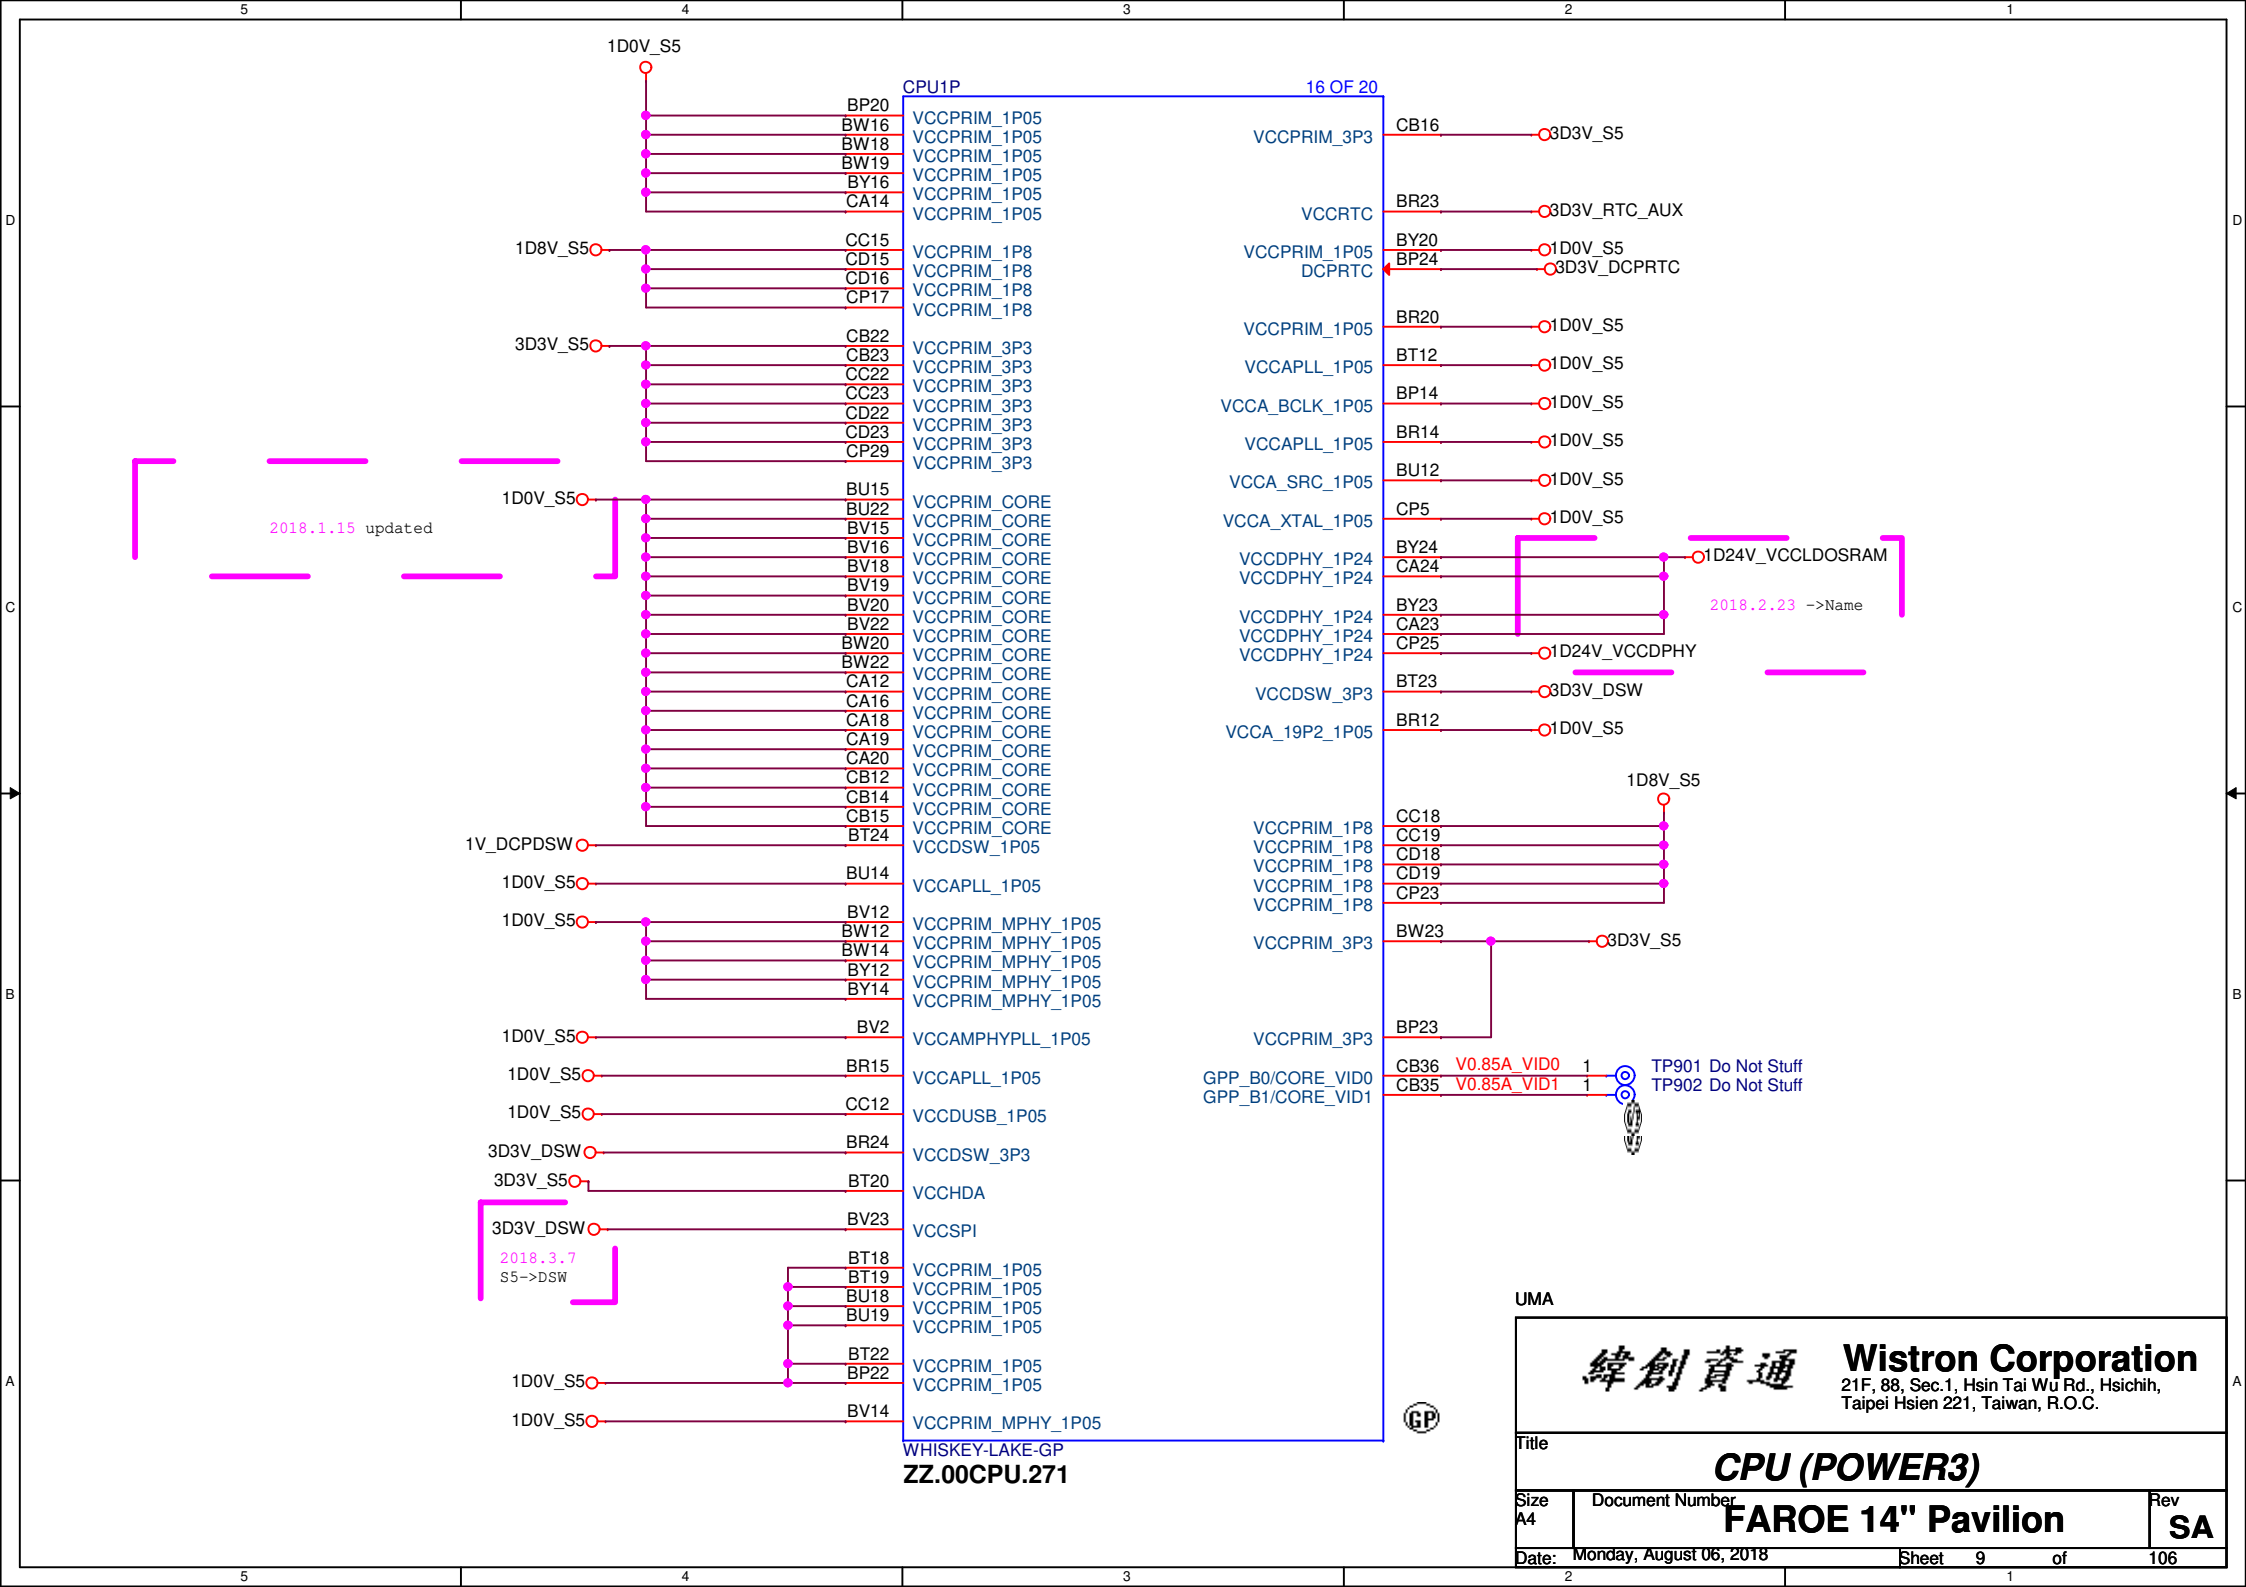 5 4 3 2 1
1D0V_S5
CPU1P 16 OF 20
BP20 VCCPRIM_1P05
BW16 VCCPRIM_1P05
BW18 VCCPRIM_1P05
BW19 VCCPRIM_1P05
BY16 VCCPRIM_1P05
CA14 VCCPRIM_1P05
1D8V_S5 CC15 VCCPRIM_1P8
CD15 VCCPRIM_1P8
CD16 VCCPRIM_1P8
CP17 VCCPRIM_1P8
3D3V_S5 CB22 VCCPRIM_3P3
CB23 VCCPRIM_3P3
CC22 VCCPRIM_3P3
CC23 VCCPRIM_3P3
CD22 VCCPRIM_3P3
CD23 VCCPRIM_3P3
CP29 VCCPRIM_3P3
2018.1.15 updated
1D0V_S5 BU15 VCCPRIM_CORE
BU22 VCCPRIM_CORE
BV15 VCCPRIM_CORE
BV16 VCCPRIM_CORE
BV18 VCCPRIM_CORE
BV19 VCCPRIM_CORE
BV20 VCCPRIM_CORE
BV22 VCCPRIM_CORE
BW20 VCCPRIM_CORE
BW22 VCCPRIM_CORE
CA12 VCCPRIM_CORE
CA16 VCCPRIM_CORE
CA18 VCCPRIM_CORE
CA19 VCCPRIM_CORE
CA20 VCCPRIM_CORE
CB12 VCCPRIM_CORE
CB14 VCCPRIM_CORE
CB15 VCCPRIM_CORE
1V_DCPDSW BT24 VCCDSW_1P05
1D0V_S5 BU14 VCCAPLL_1P05
1D0V_S5 BV12 VCCPRIM_MPHY_1P05
BW12 VCCPRIM_MPHY_1P05
BW14 VCCPRIM_MPHY_1P05
BY12 VCCPRIM_MPHY_1P05
BY14 VCCPRIM_MPHY_1P05
1D0V_S5 BV2 VCCAMPHYPLL_1P05
1D0V_S5 BR15 VCCAPLL_1P05
1D0V_S5 CC12 VCCDUSB_1P05
3D3V_DSW BR24 VCCDSW_3P3
3D3V_S5 BT20 VCCHDA
3D3V_DSW BV23 VCCSPI
2018.3.7
S5->DSW
BT18 VCCPRIM_1P05
BT19 VCCPRIM_1P05
BU18 VCCPRIM_1P05
BU19 VCCPRIM_1P05
BT22 VCCPRIM_1P05
1D0V_S5 BP22 VCCPRIM_1P05
1D0V_S5 BV14 VCCPRIM_MPHY_1P05
WHISKEY-LAKE-GP
ZZ.00CPU.271
VCCPRIM_3P3 CB16 3D3V_S5
VCCRTC BR23 3D3V_RTC_AUX
VCCPRIM_1P05 BY20 1D0V_S5
DCPRTC BP24 3D3V_DCPRTC
VCCPRIM_1P05 BR20 1D0V_S5
VCCAPLL_1P05 BT12 1D0V_S5
VCCA_BCLK_1P05 BP14 1D0V_S5
VCCAPLL_1P05 BR14 1D0V_S5
VCCA_SRC_1P05 BU12 1D0V_S5
VCCA_XTAL_1P05 CP5 1D0V_S5
VCCDPHY_1P24 BY24 1D24V_VCCLDOSRAM
VCCDPHY_1P24 CA24
2018.2.23 ->Name
VCCDPHY_1P24 BY23
VCCDPHY_1P24 CA23
VCCDPHY_1P24 CP25 1D24V_VCCDPHY
VCCDSW_3P3 BT23 3D3V_DSW
VCCA_19P2_1P05 BR12 1D0V_S5
1D8V_S5
VCCPRIM_1P8 CC18
VCCPRIM_1P8 CC19
VCCPRIM_1P8 CD18
VCCPRIM_1P8 CD19
VCCPRIM_1P8 CP23
VCCPRIM_3P3 BW23 3D3V_S5
VCCPRIM_3P3 BP23
GPP_B0/CORE_VID0 CB36 V0.85A_VID0 1 TP901 Do Not Stuff
GPP_B1/CORE_VID1 CB35 V0.85A_VID1 1 TP902 Do Not Stuff
GP
D D
C C
B B
A A
UMA
緯創資通 Wistron Corporation
21F, 88, Sec.1, Hsin Tai Wu Rd., Hsichih,
Taipei Hsien 221, Taiwan, R.O.C.
Title
CPU (POWER3)
Size Document Number Rev
A4 FAROE 14" Pavilion SA
Date: Monday, August 06, 2018 Sheet 9 of 106
5 4 3 2 1